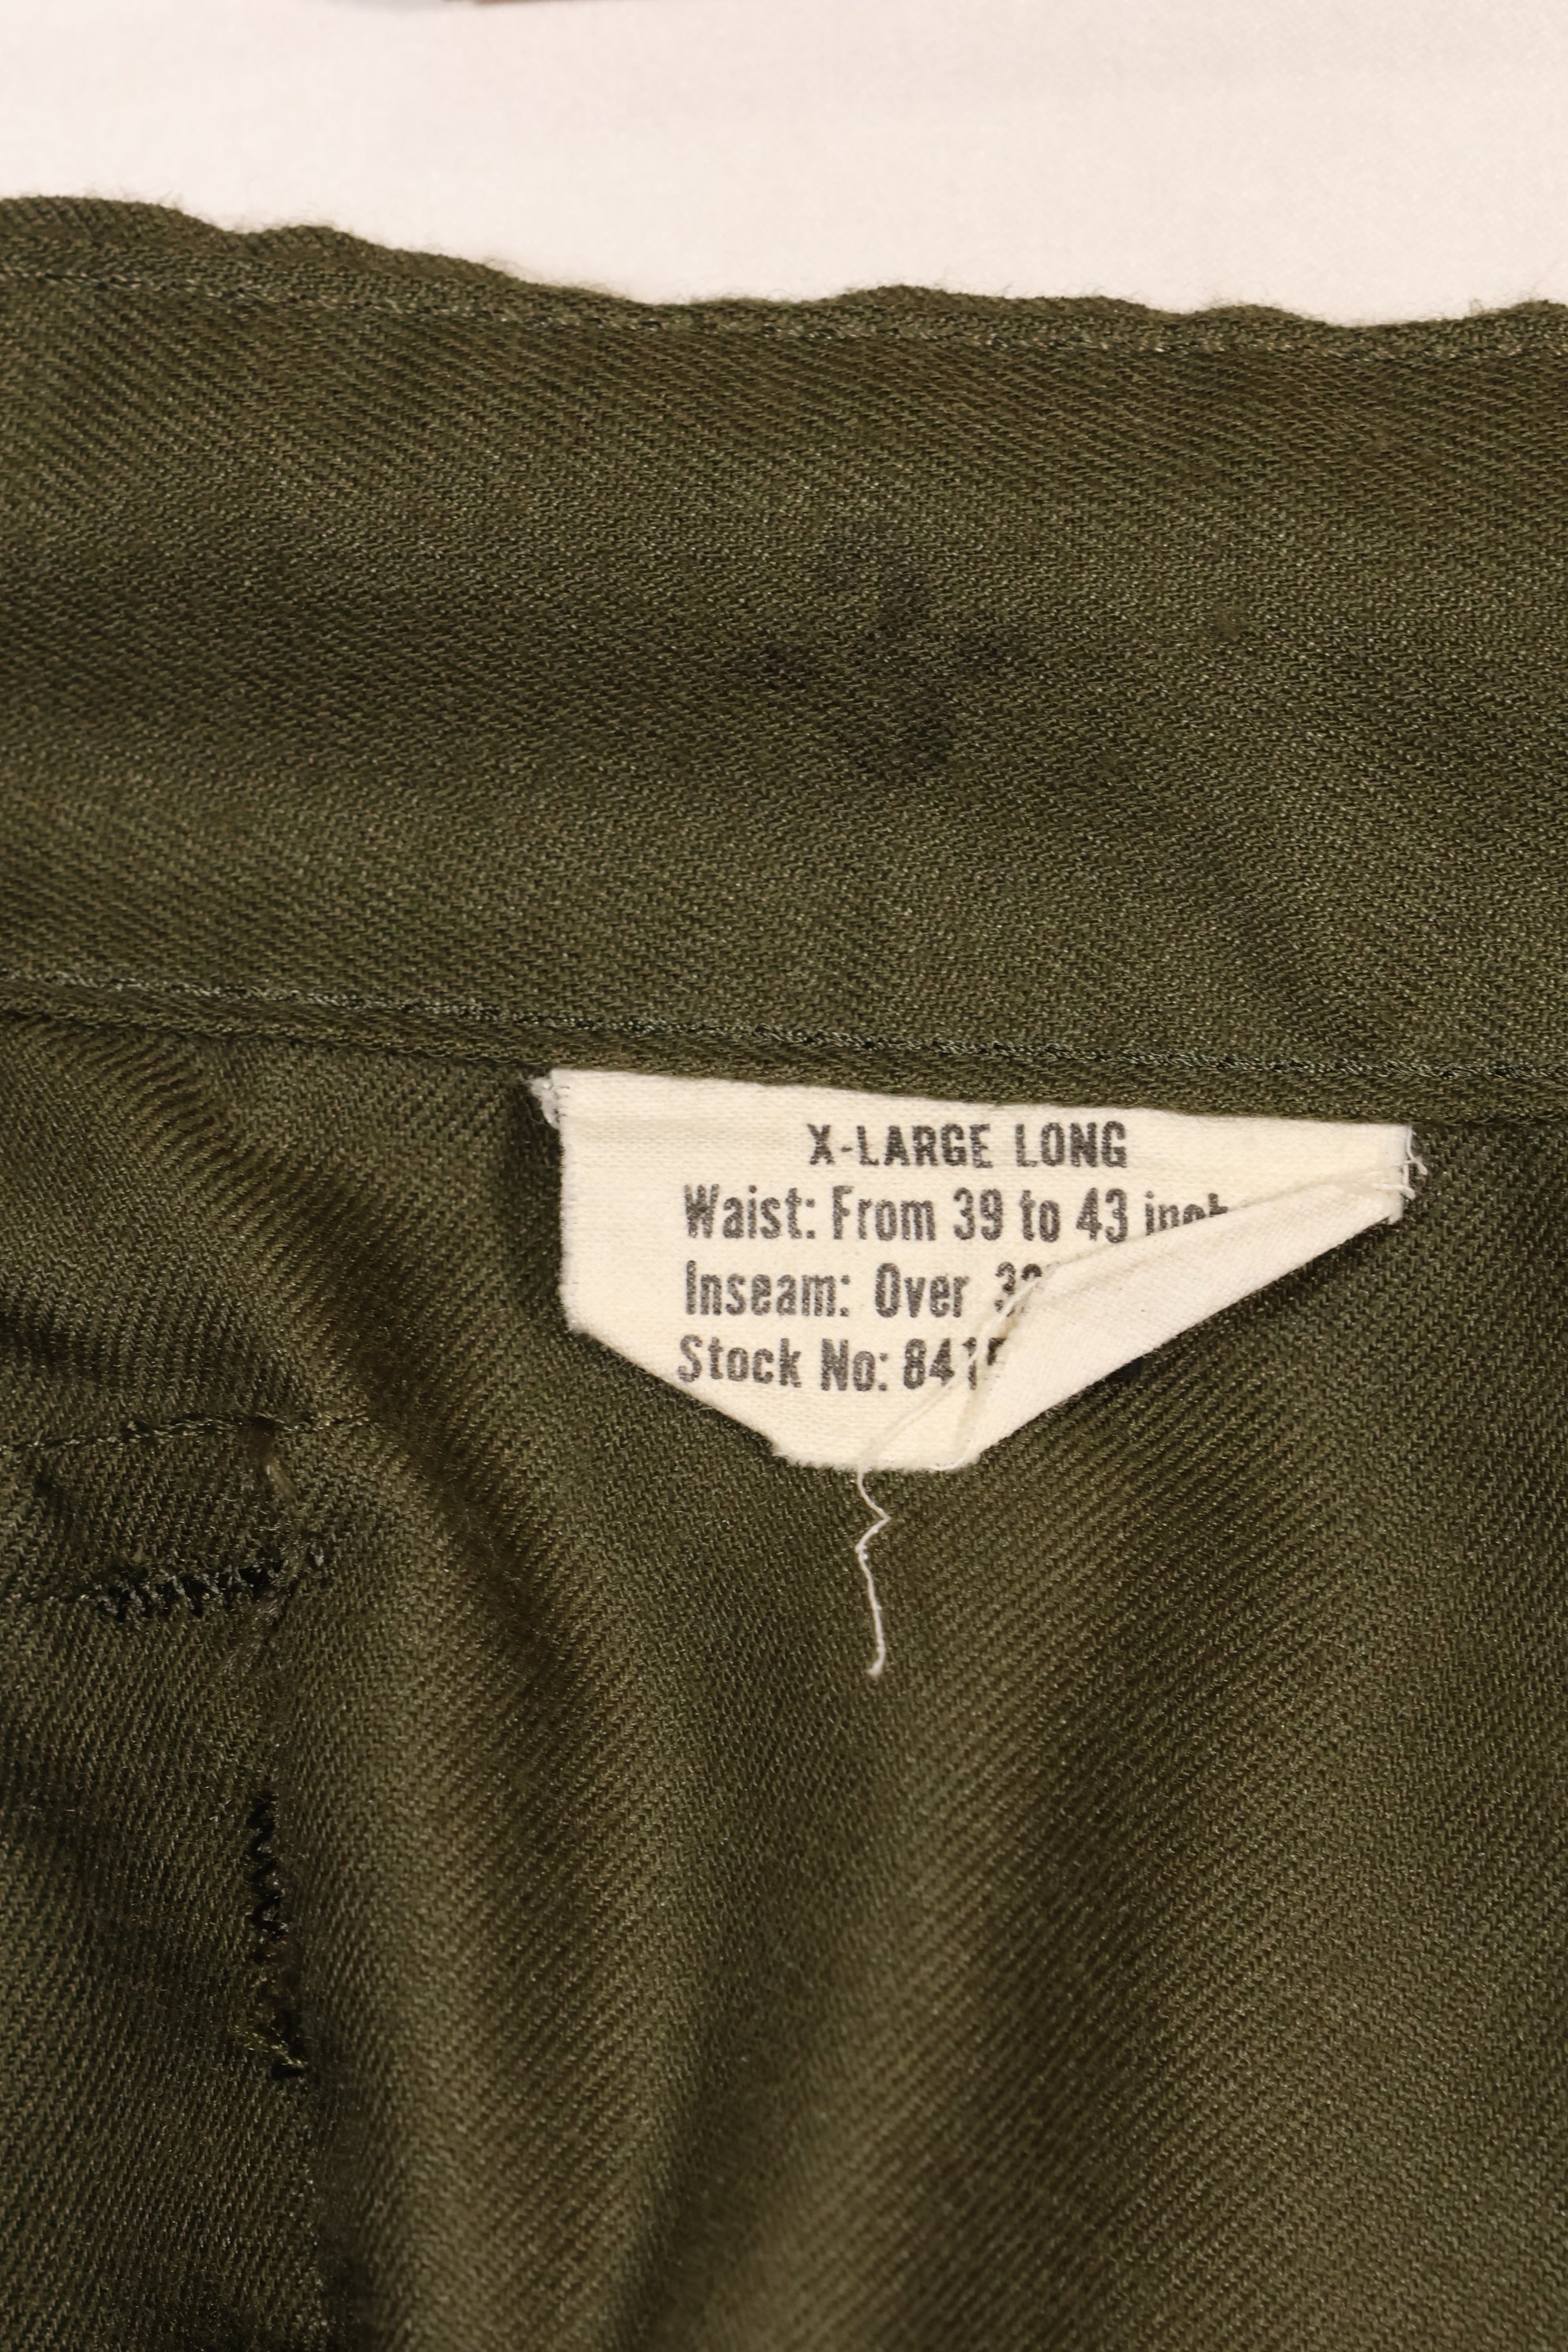 X-LARGE LONG
Waist: From 39 to 43
Inseam: Over
Stock No: